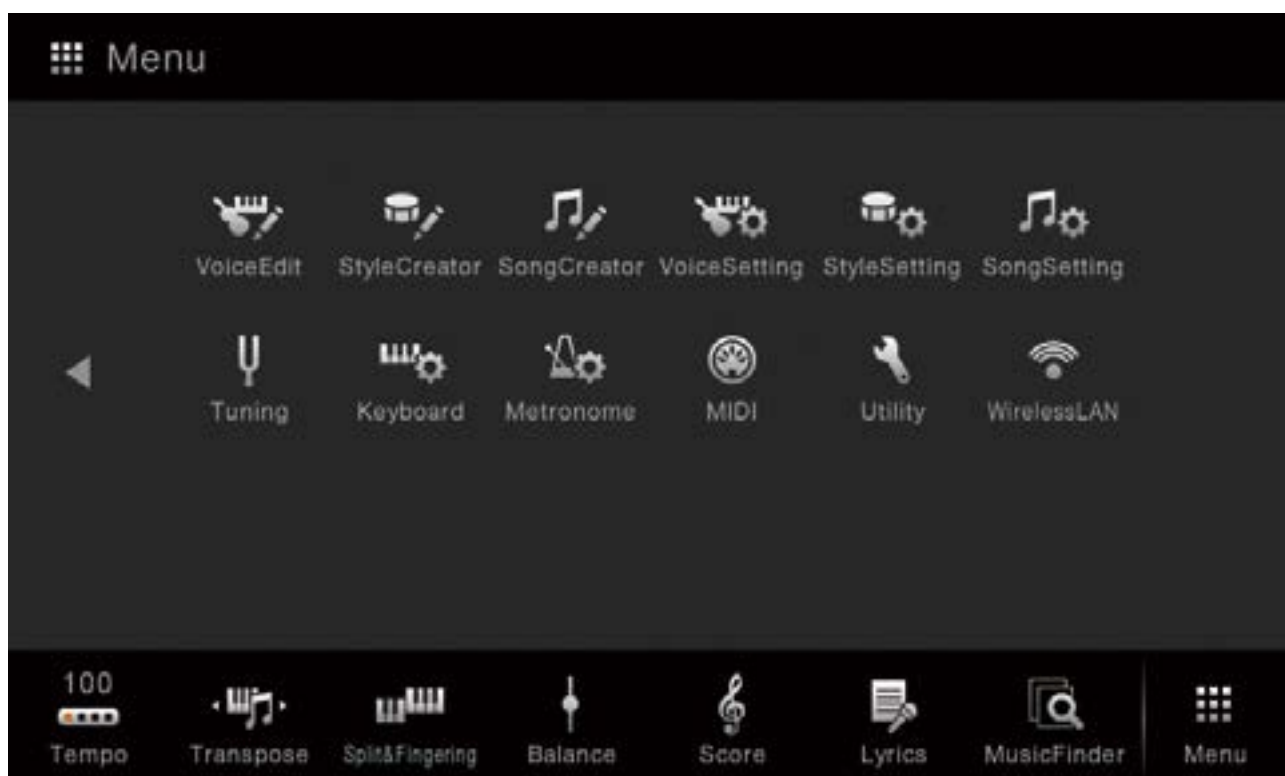 Menu
VoiceEdit StyleCreator SongCreator VoiceSetting StyleSetting SongSetting
Tuning Keyboard Metronome MIDI Utility WirelessLAN
100
Tempo Transpose Split&Fingering Balance Score Lyrics MusicFinder Menu